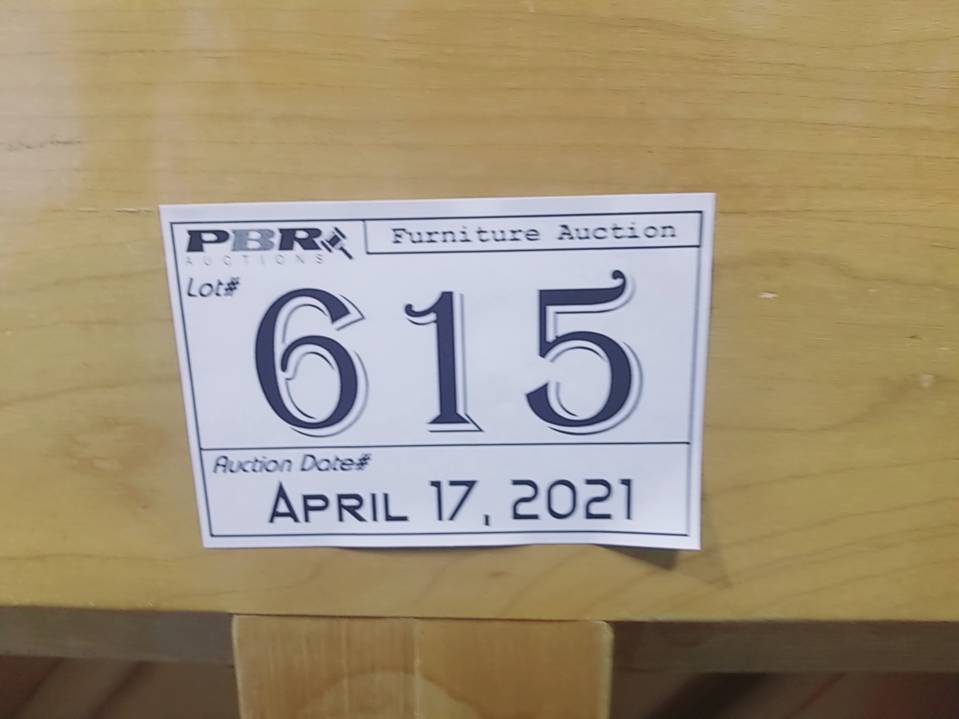 PBR
AUCTIONS
Furniture Auction
Lot#
615
Auction Date#
APRIL 17, 2021